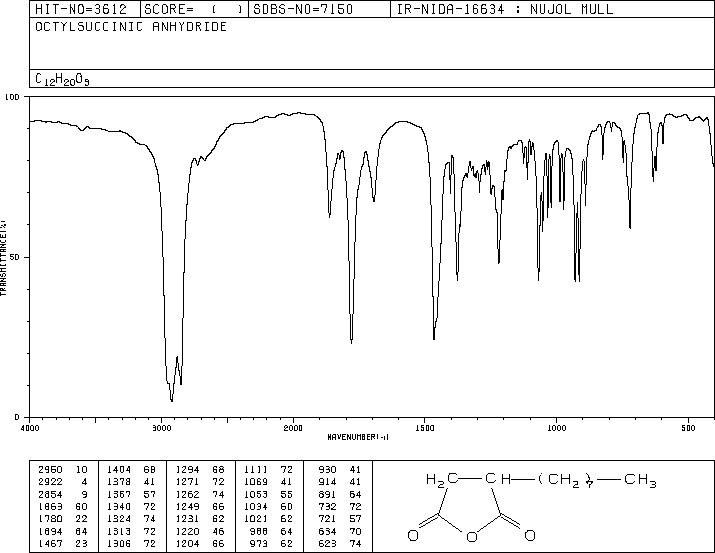 HIT-NO=3612 SCORE= ( ) SDBS-NO=7150 IR-NIDA-16634 : NUJOL MULL
OCTYLSUCCINIC ANHYDRIDE
C12H20O3
100
50
0
TRANSMITTANCE(%)
4000 3000 2000 1500 1000 500
WAVENUMBER(-1)
2960 10 1404 68 1294 68 1111 72 930 41
2922 4 1378 41 1271 72 1069 41 914 41
2854 9 1367 57 1262 74 1053 55 891 64
1863 60 1340 72 1249 66 1034 60 732 72
1780 22 1324 74 1231 62 1021 62 721 57
1694 64 1313 72 1220 46 988 64 634 70
1467 23 1306 72 1204 66 973 62 623 74
H2C CH (CH2)7 CH3
O O O